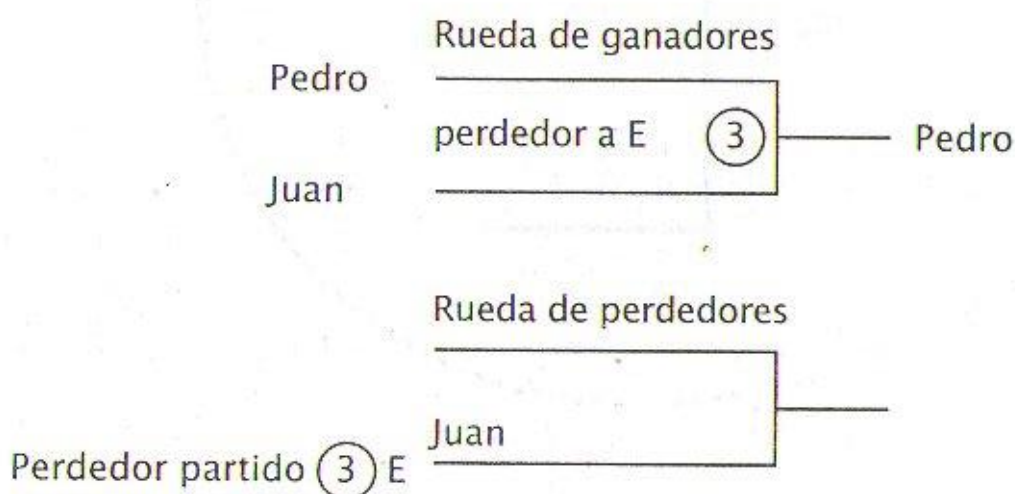 Rueda de ganadores
Pedro
perdedor a E 3 Pedro
Juan
Rueda de perdedores
Juan
Perdedor partido 3 E